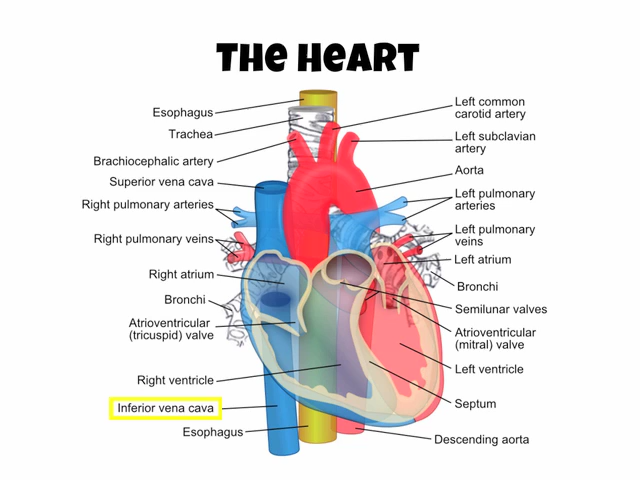 THE HEART
Esophagus
Trachea
Brachiocephalic artery
Superior vena cava
Right pulmonary arteries
Right pulmonary veins
Right atrium
Bronchi
Atrioventricular
(tricuspid) valve
Right ventricle
Inferior vena cava
Esophagus
Left common
carotid artery
Left subclavian
artery
Aorta
Left pulmonary
arteries
Left pulmonary
veins
Left atrium
Bronchi
Semilunar valves
Atrioventricular
(mitral) valve
Left ventricle
Septum
Descending aorta